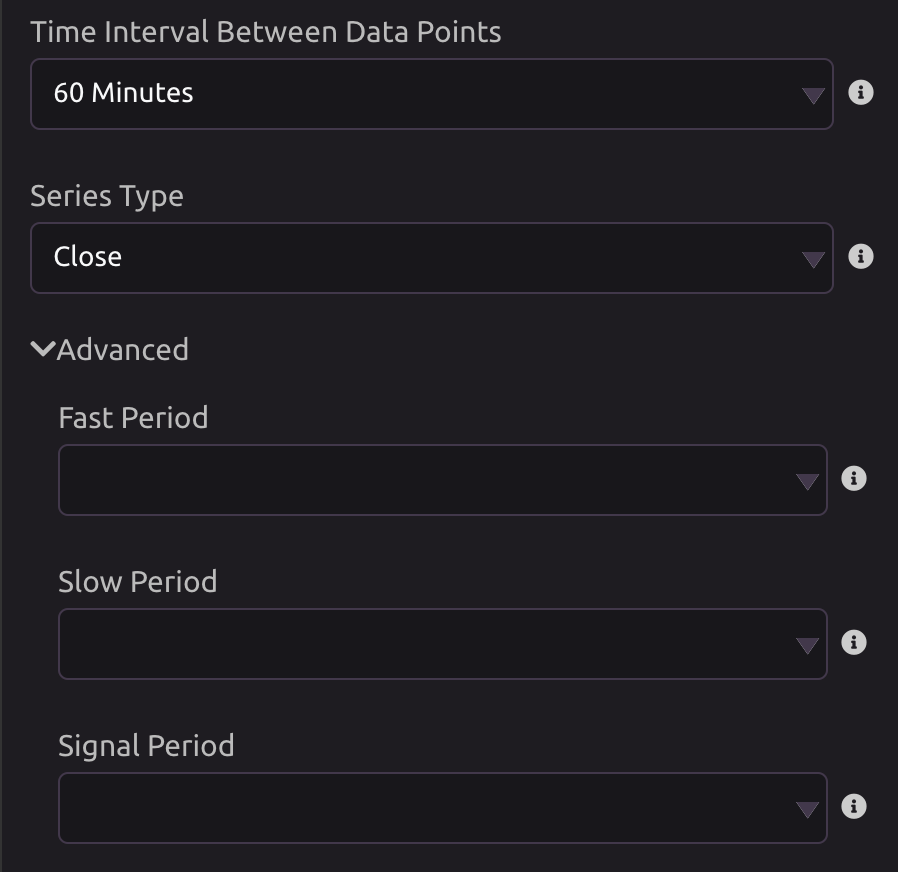 Time Interval Between Data Points
60 Minutes
Series Type
Close
Advanced
Fast Period
Slow Period
Signal Period